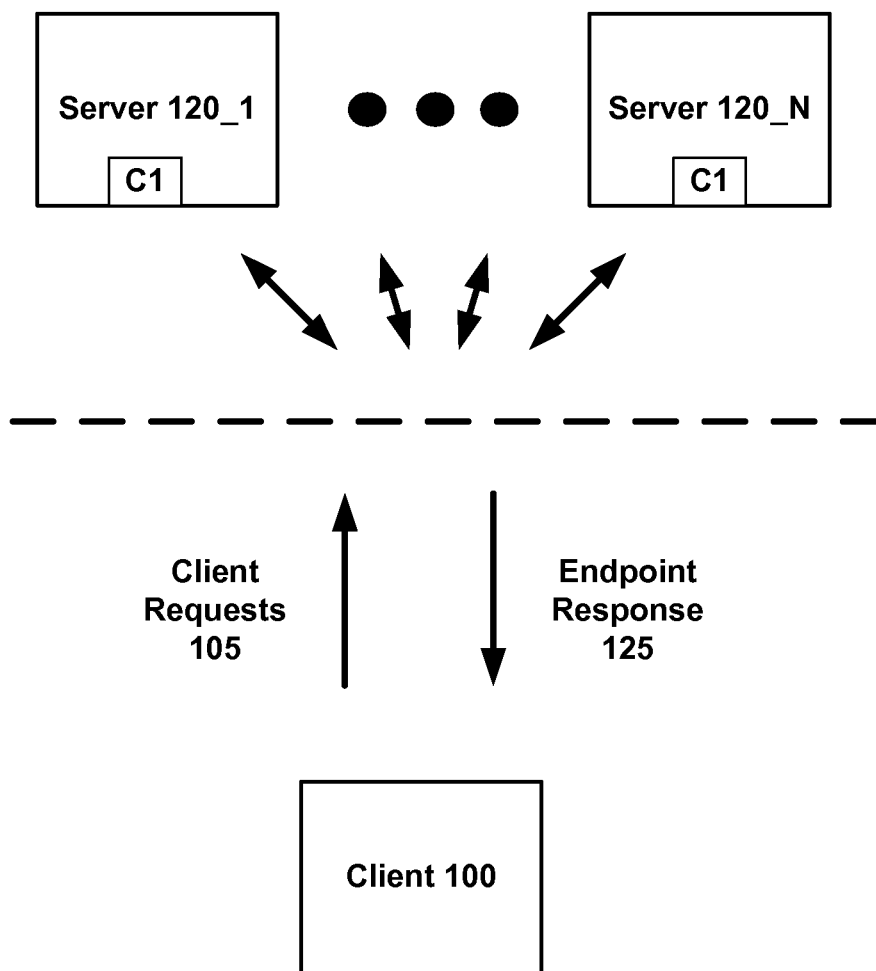 Server 120_1
C1
Server 120_N
C1
Client
Requests
105
Endpoint
Response
125
Client 100